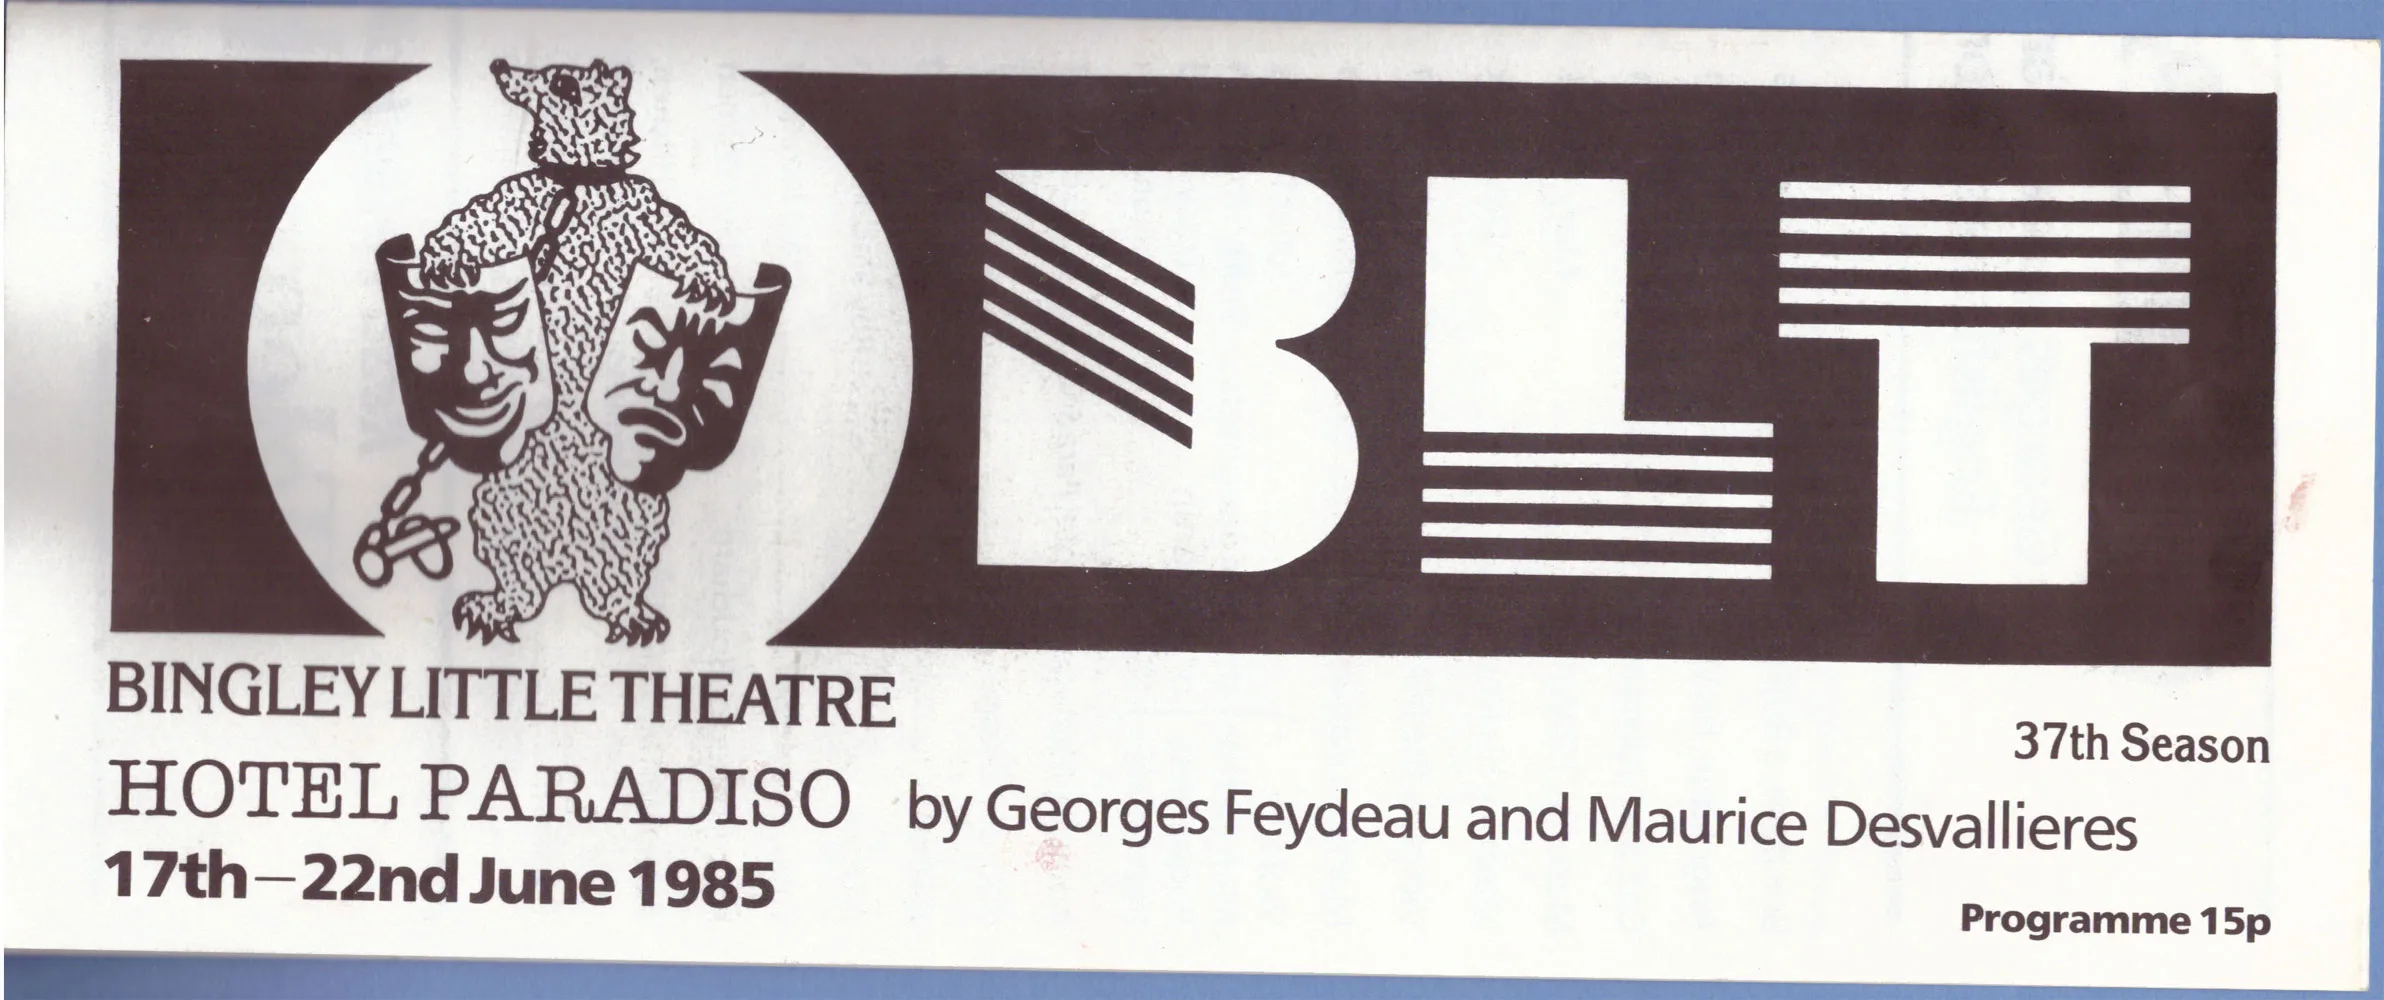 BLT
BINGLEY LITTLE THEATRE
37th Season
HOTEL PARADISO by Georges Feydeau and Maurice Desvallieres
17th–22nd June 1985
Programme 15p